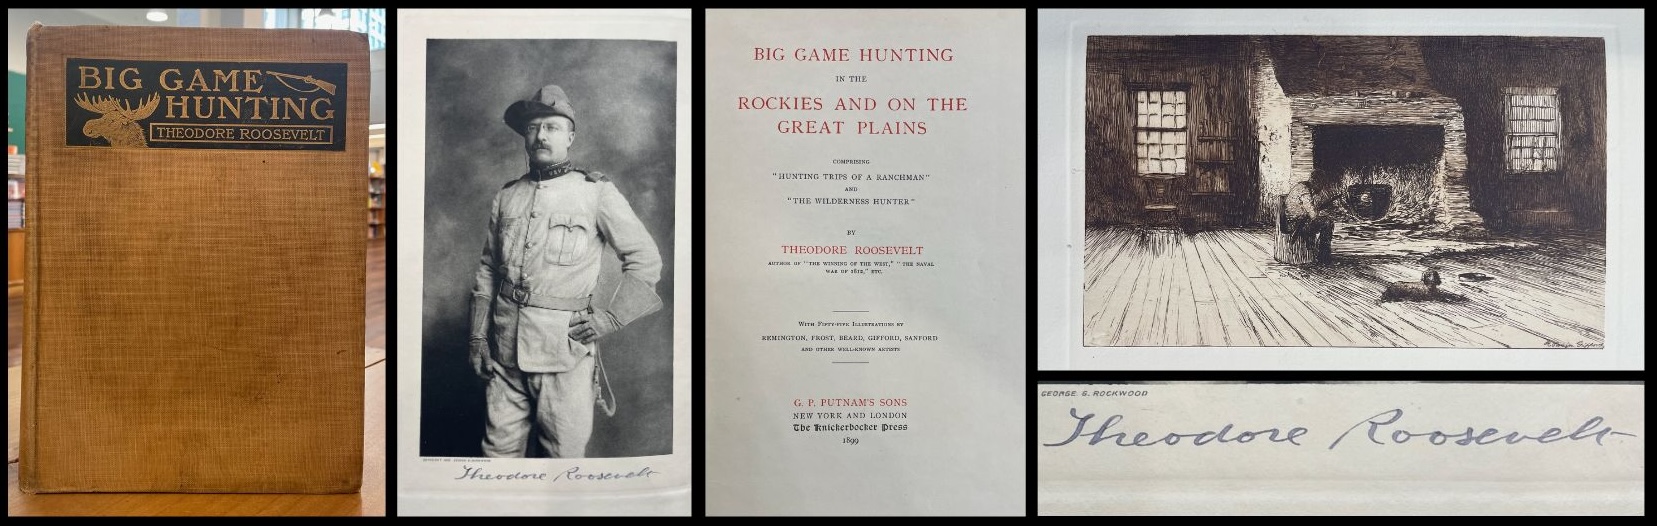 BIG GAME
HUNTING
THEODORE ROOSEVELT
Theodore Roosevelt
BIG GAME HUNTING
IN THE
ROCKIES AND ON THE
GREAT PLAINS
COMPRISING
"HUNTING TRIPS OF A RANCHMAN"
AND
"THE WILDERNESS HUNTER"
BY
THEODORE ROOSEVELT
AUTHOR OF "THE WINNING OF THE WEST," "THE NAVAL
WAR OF 1812," ETC.
With Fifty-five Illustrations by
REMINGTON, FROST, BEARD, GIFFORD, SANFORD
AND OTHER WELL-KNOWN ARTISTS
G. P. PUTNAM'S SONS
NEW YORK AND LONDON
The Knickerbocker Press
1899
GEORGE G. ROCKWOOD
Theodore Roosevelt